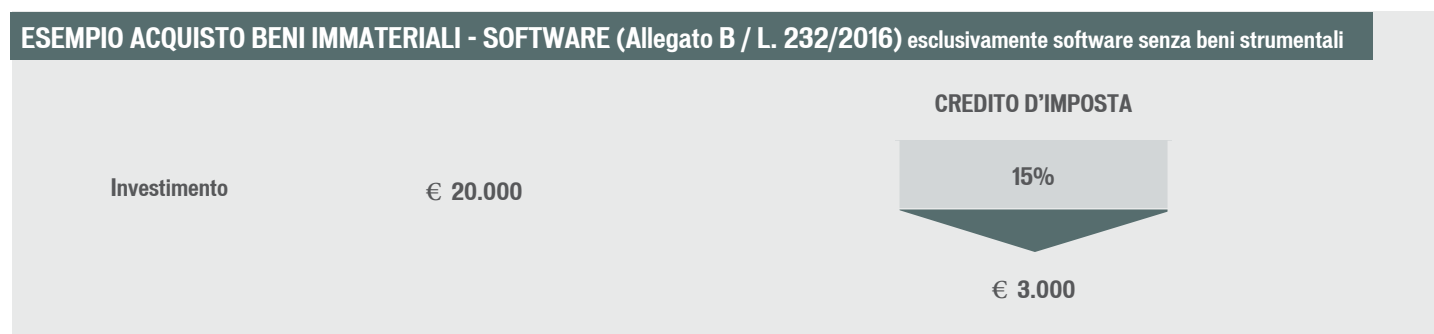 ESEMPIO ACQUISTO BENI IMMATERIALI - SOFTWARE (Allegato B / L. 232/2016) esclusivamente software senza beni strumentali
CREDITO D’IMPOSTA
15%
Investimento € 20.000
€ 3.000